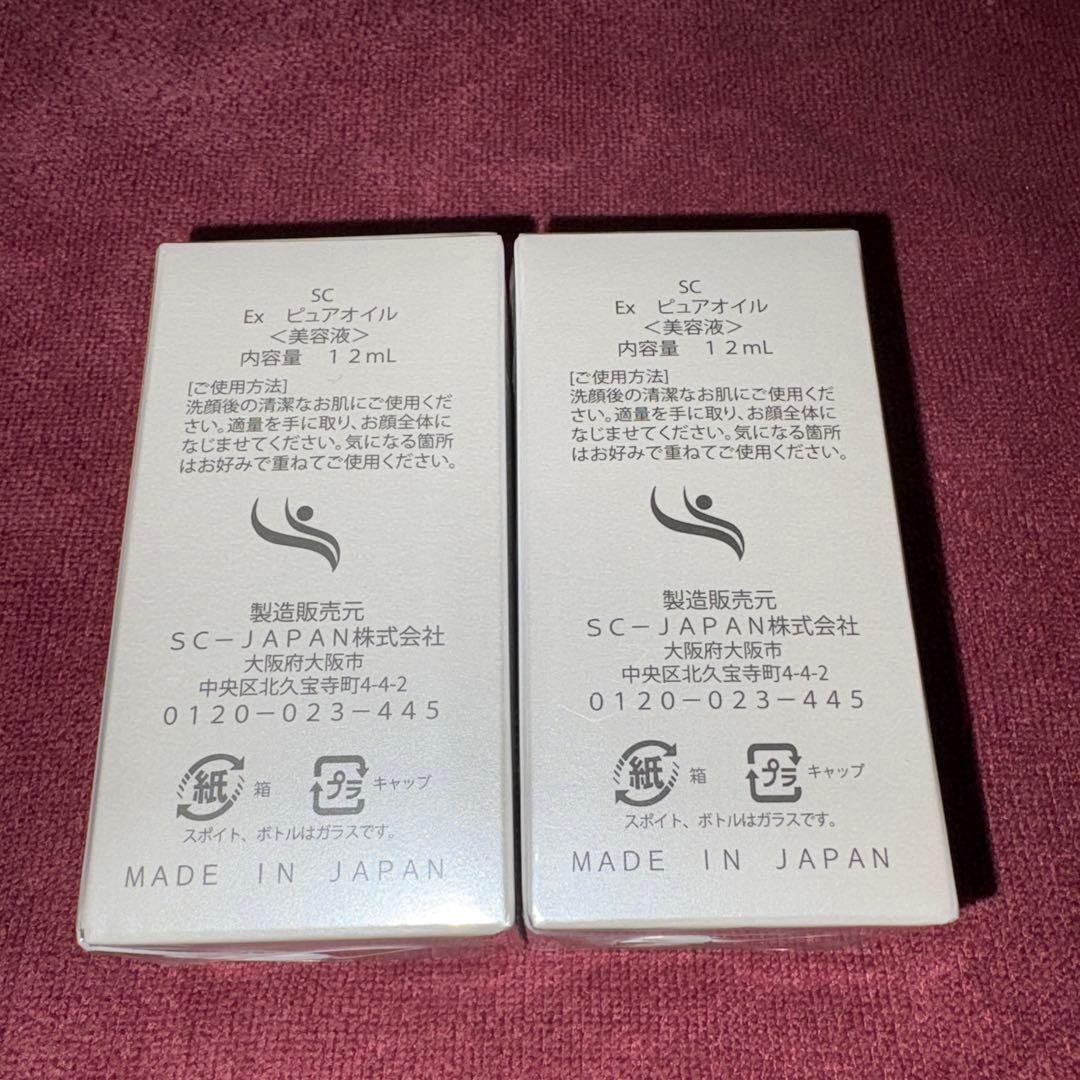 SC
Ex　ピュアオイル
＜美容液＞
内容量　１２mL
[ご使用方法]
洗顔後の清潔なお肌にご使用くだ
さい。適量を手に取り、お顔全体に
なじませてください。気になる箇所
はお好みで重ねてご使用ください。
製造販売元
ＳＣ－ＪＡＰＡＮ株式会社
大阪府大阪市
中央区北久宝寺町4-4-2
０１２０－０２３－４４５
紙 箱 プラ キャップ
スポイト、ボトルはガラスです。
ＭＡＤＥ　ＩＮ　ＪＡＰＡＮ
SC
Ex　ピュアオイル
＜美容液＞
内容量　１２mL
[ご使用方法]
洗顔後の清潔なお肌にご使用くだ
さい。適量を手に取り、お顔全体に
なじませてください。気になる箇所
はお好みで重ねてご使用ください。
製造販売元
ＳＣ－ＪＡＰＡＮ株式会社
大阪府大阪市
中央区北久宝寺町4-4-2
０１２０－０２３－４４５
紙 箱 プラ キャップ
スポイト、ボトルはガラスです。
ＭＡＤＥ　ＩＮ　ＪＡＰＡＮ